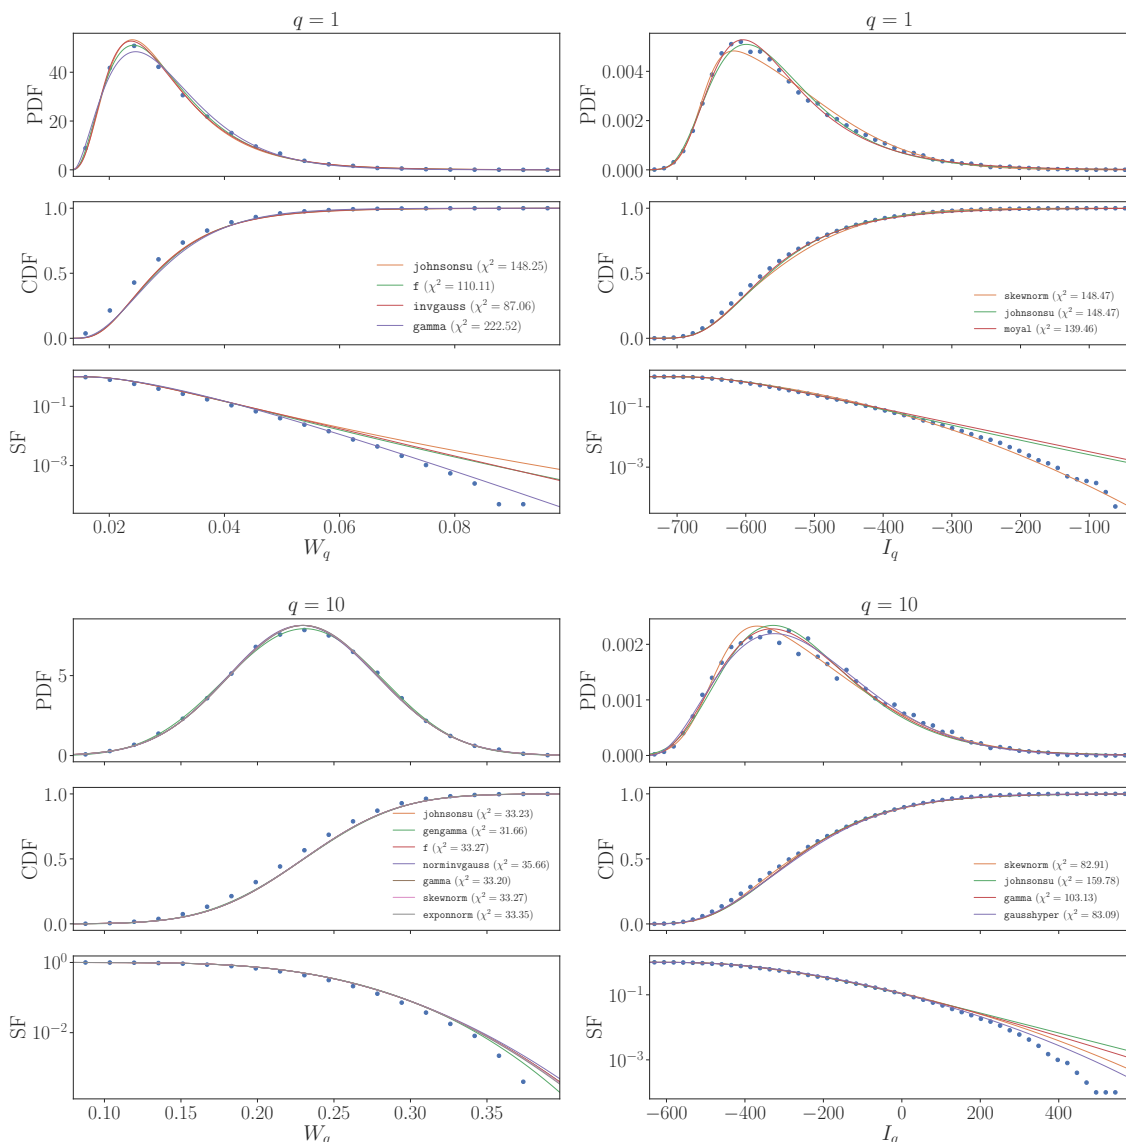 q = 1
PDF
40
20
0
CDF
1.0
0.5
0.0
johnsonsu (χ² = 148.25)
f (χ² = 110.11)
invgauss (χ² = 87.06)
gamma (χ² = 222.52)
SF
10⁻¹
10⁻³
0.02 0.04 0.06 0.08
W_q
q = 1
PDF
0.004
0.002
0.000
CDF
1.0
0.5
0.0
skewnorm (χ² = 148.47)
johnsonsu (χ² = 148.47)
moyal (χ² = 139.46)
SF
10⁻¹
10⁻³
−700 −600 −500 −400 −300 −200 −100
I_q
q = 10
PDF
5
0
CDF
1.0
0.5
0.0
johnsonsu (χ² = 33.23)
gengamma (χ² = 31.66)
f (χ² = 33.27)
norminvgauss (χ² = 35.66)
gamma (χ² = 33.20)
skewnorm (χ² = 33.27)
exponnorm (χ² = 33.35)
SF
10⁰
10⁻²
0.10 0.15 0.20 0.25 0.30 0.35
W_q
q = 10
PDF
0.002
0.001
0.000
CDF
1.0
0.5
0.0
skewnorm (χ² = 82.91)
johnsonsu (χ² = 159.78)
gamma (χ² = 103.13)
gausshyper (χ² = 83.09)
SF
10⁻¹
10⁻³
−600 −400 −200 0 200 400
I_q